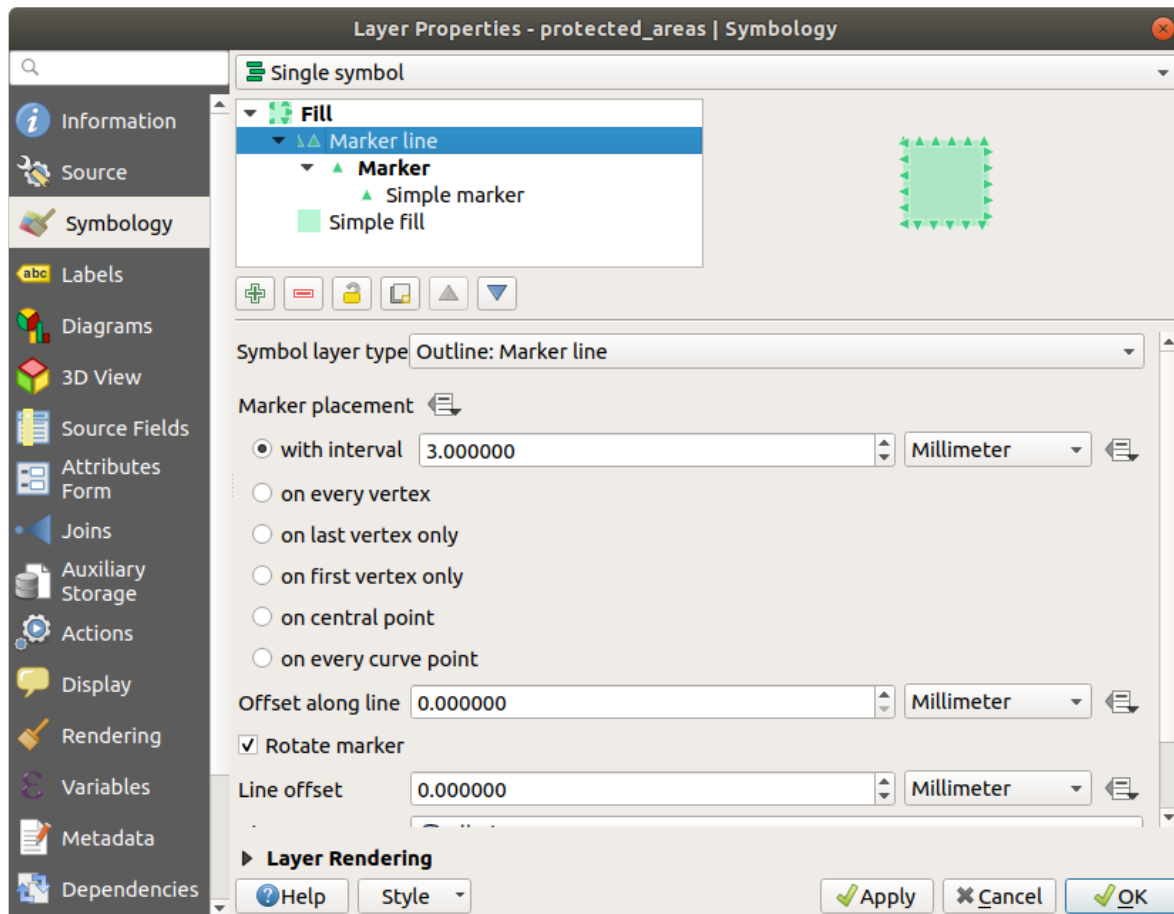 Layer Properties - protected_areas | Symbology
Single symbol
Information
Source
Symbology
abc Labels
Diagrams
3D View
Source Fields
Attributes
Form
Joins
Auxiliary
Storage
Actions
Display
Rendering
Variables
Metadata
Dependencies
Fill
Marker line
Marker
Simple marker
Simple fill
Symbol layer type Outline: Marker line
Marker placement
with interval 3.000000 Millimeter
on every vertex
on last vertex only
on first vertex only
on central point
on every curve point
Offset along line 0.000000 Millimeter
Rotate marker
Line offset 0.000000 Millimeter
Layer Rendering
Help Style Apply Cancel OK